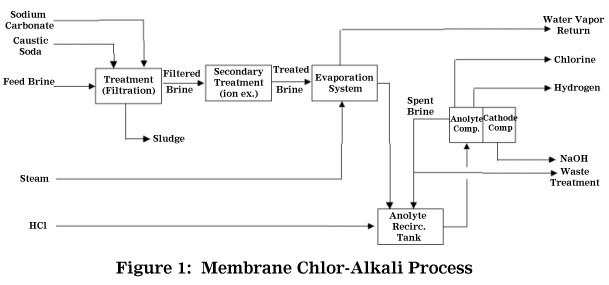 Sodium
Carbonate
Caustic
Soda
Feed Brine
Treatment
(Filtration)
Filtered
Brine
Secondary
Treatment
(ion ex.)
Treated
Brine
Evaporation
System
Water Vapor
Return
Chlorine
Hydrogen
Spent
Brine
Anolyte
Comp.
Cathode
Comp
Sludge
NaOH
Waste
Treatment
Steam
HCl
Anolyte
Recirc.
Tank
Figure 1: Membrane Chlor-Alkali Process